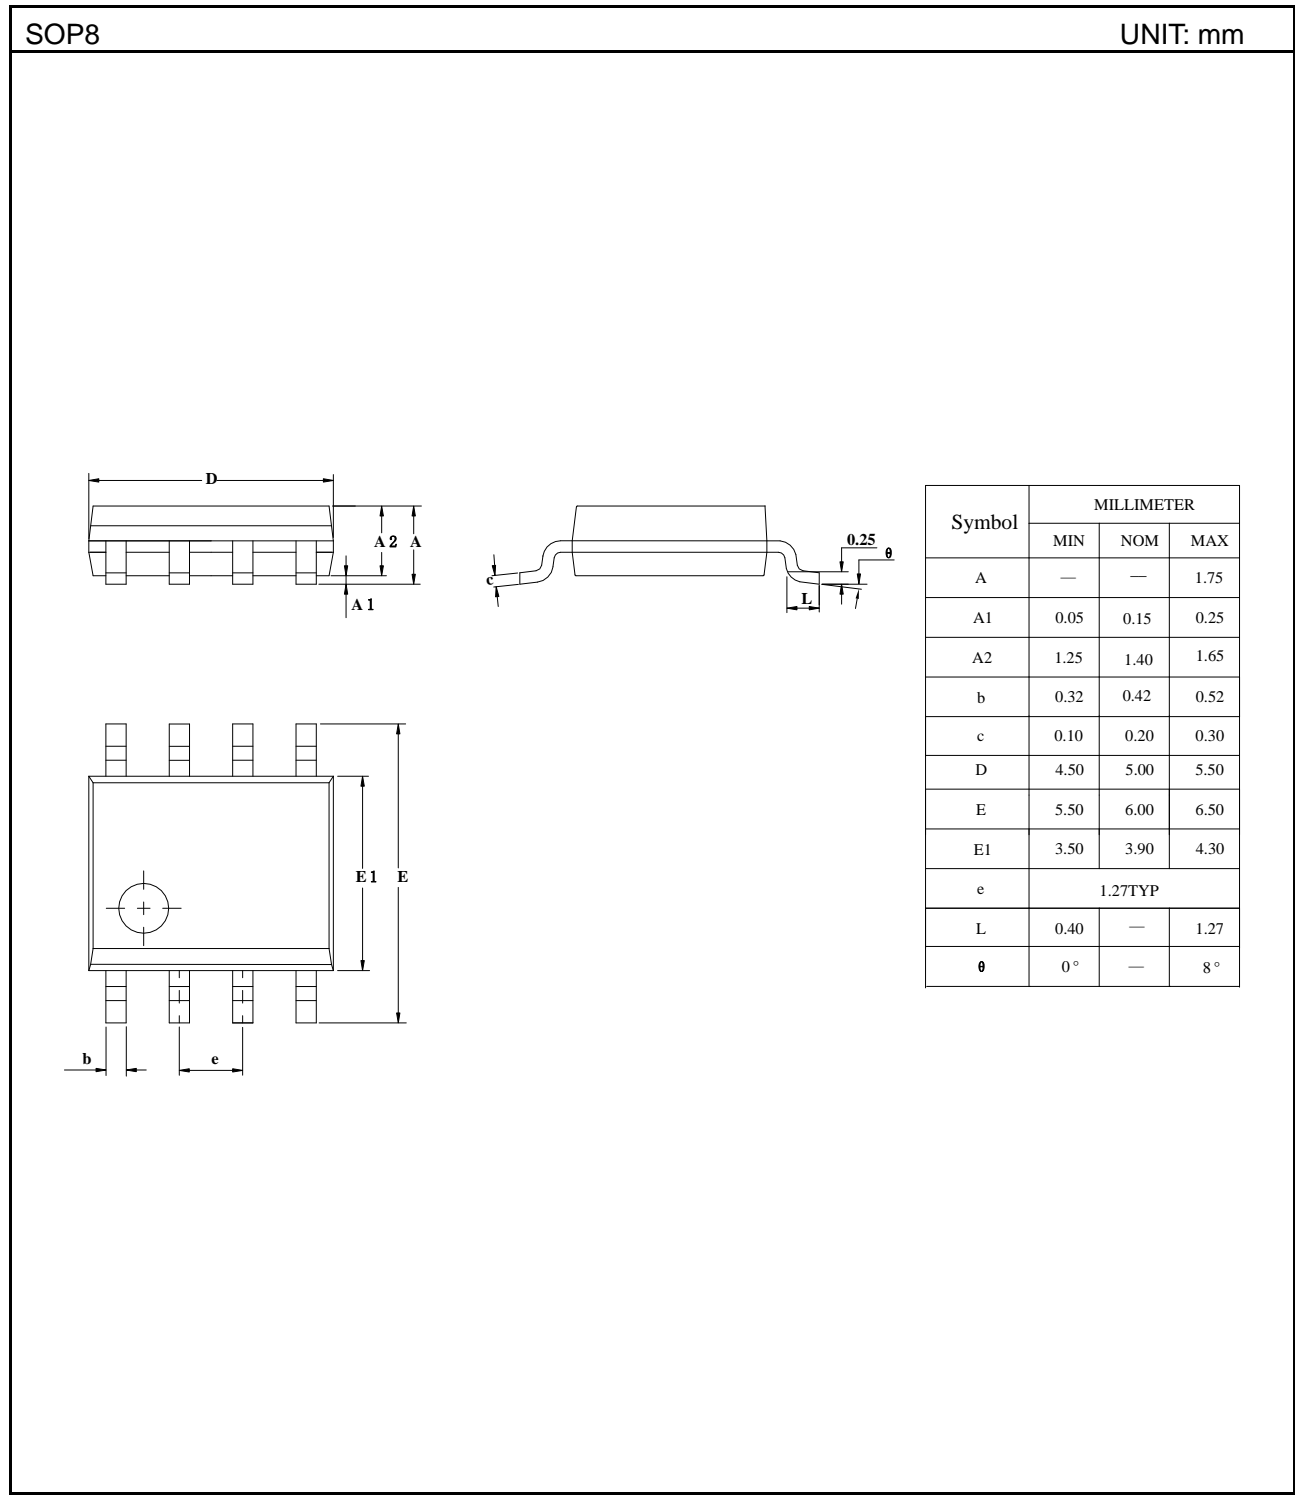 SOP8 UNIT: mm
D
A2 A
A1
c
0.25 θ
L
E1 E
b e
Symbol MILLIMETER
MIN NOM MAX
A — — 1.75
A1 0.05 0.15 0.25
A2 1.25 1.40 1.65
b 0.32 0.42 0.52
c 0.10 0.20 0.30
D 4.50 5.00 5.50
E 5.50 6.00 6.50
E1 3.50 3.90 4.30
e 1.27TYP
L 0.40 — 1.27
θ 0° — 8°